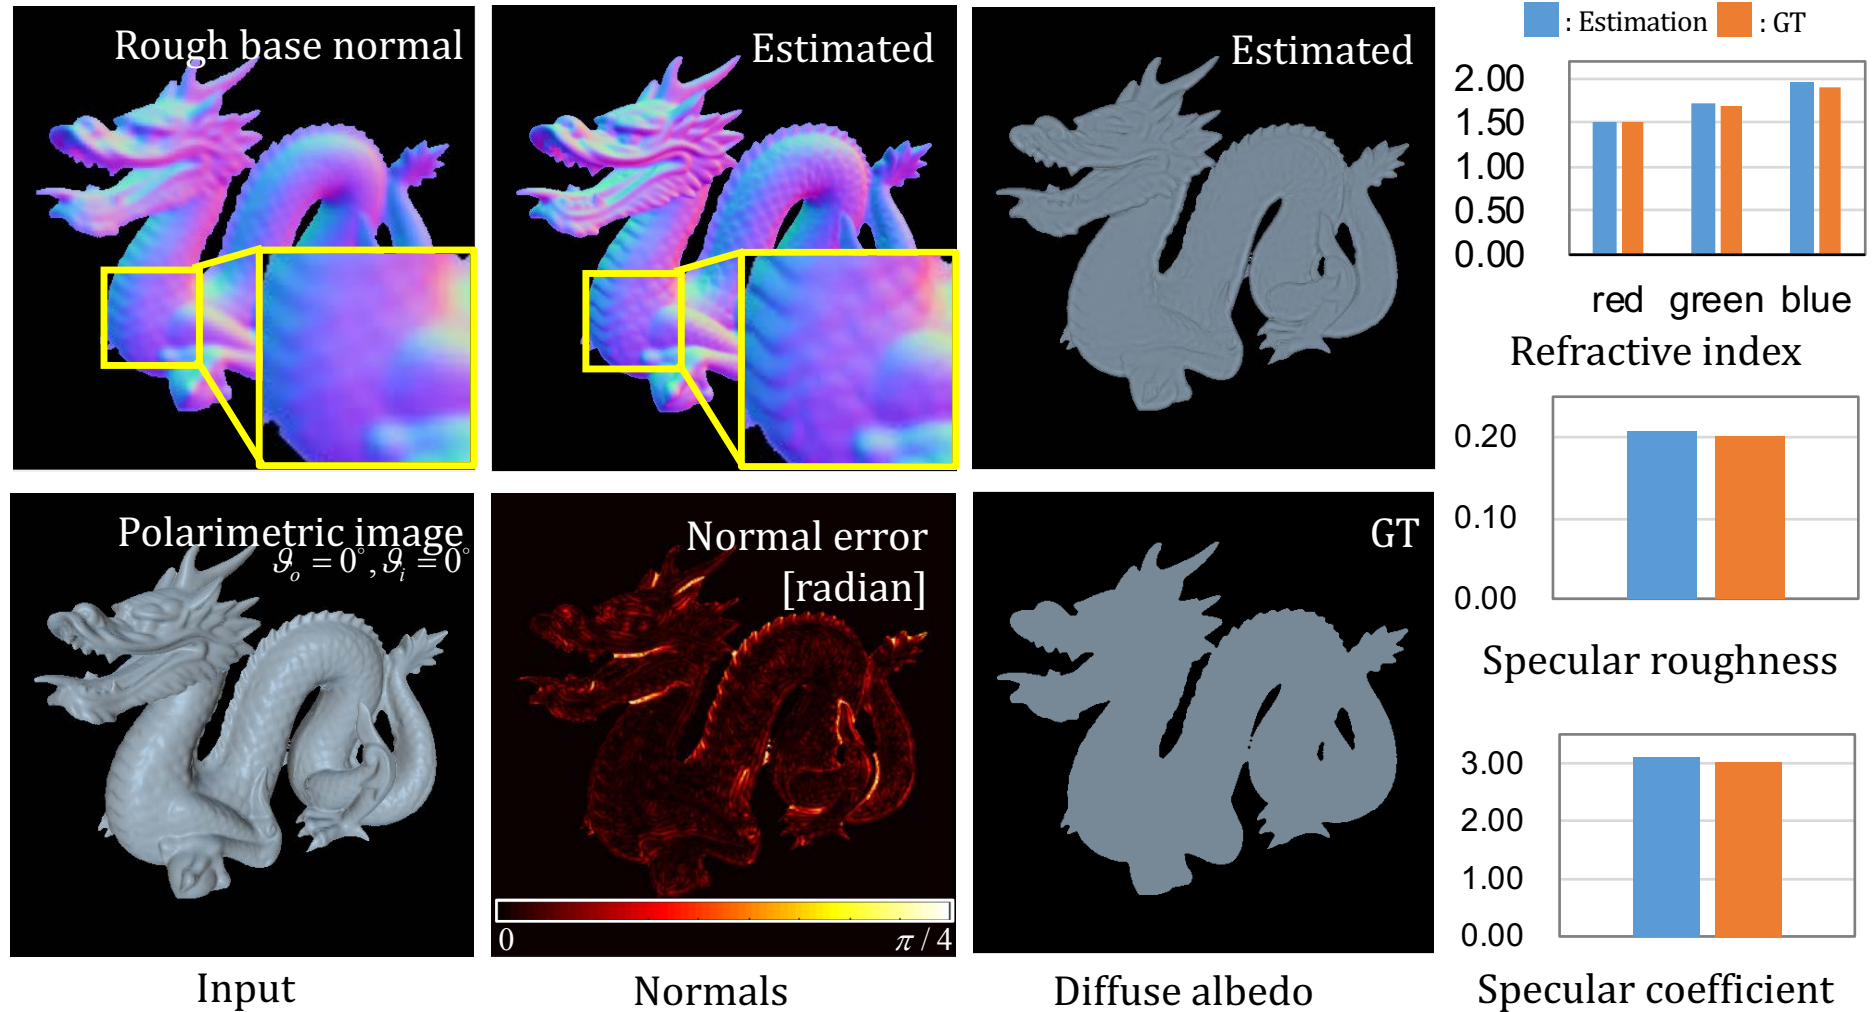 Rough base normal
Estimated
Estimated
: Estimation : GT
2.00
1.50
1.00
0.50
0.00
red green blue
Refractive index
0.20
0.10
0.00
Specular roughness
Polarimetric image
𝜗o = 0°, 𝜗i = 0°
Normal error
[radian]
0 π / 4
GT
3.00
2.00
1.00
0.00
Input
Normals
Diffuse albedo
Specular coefficient